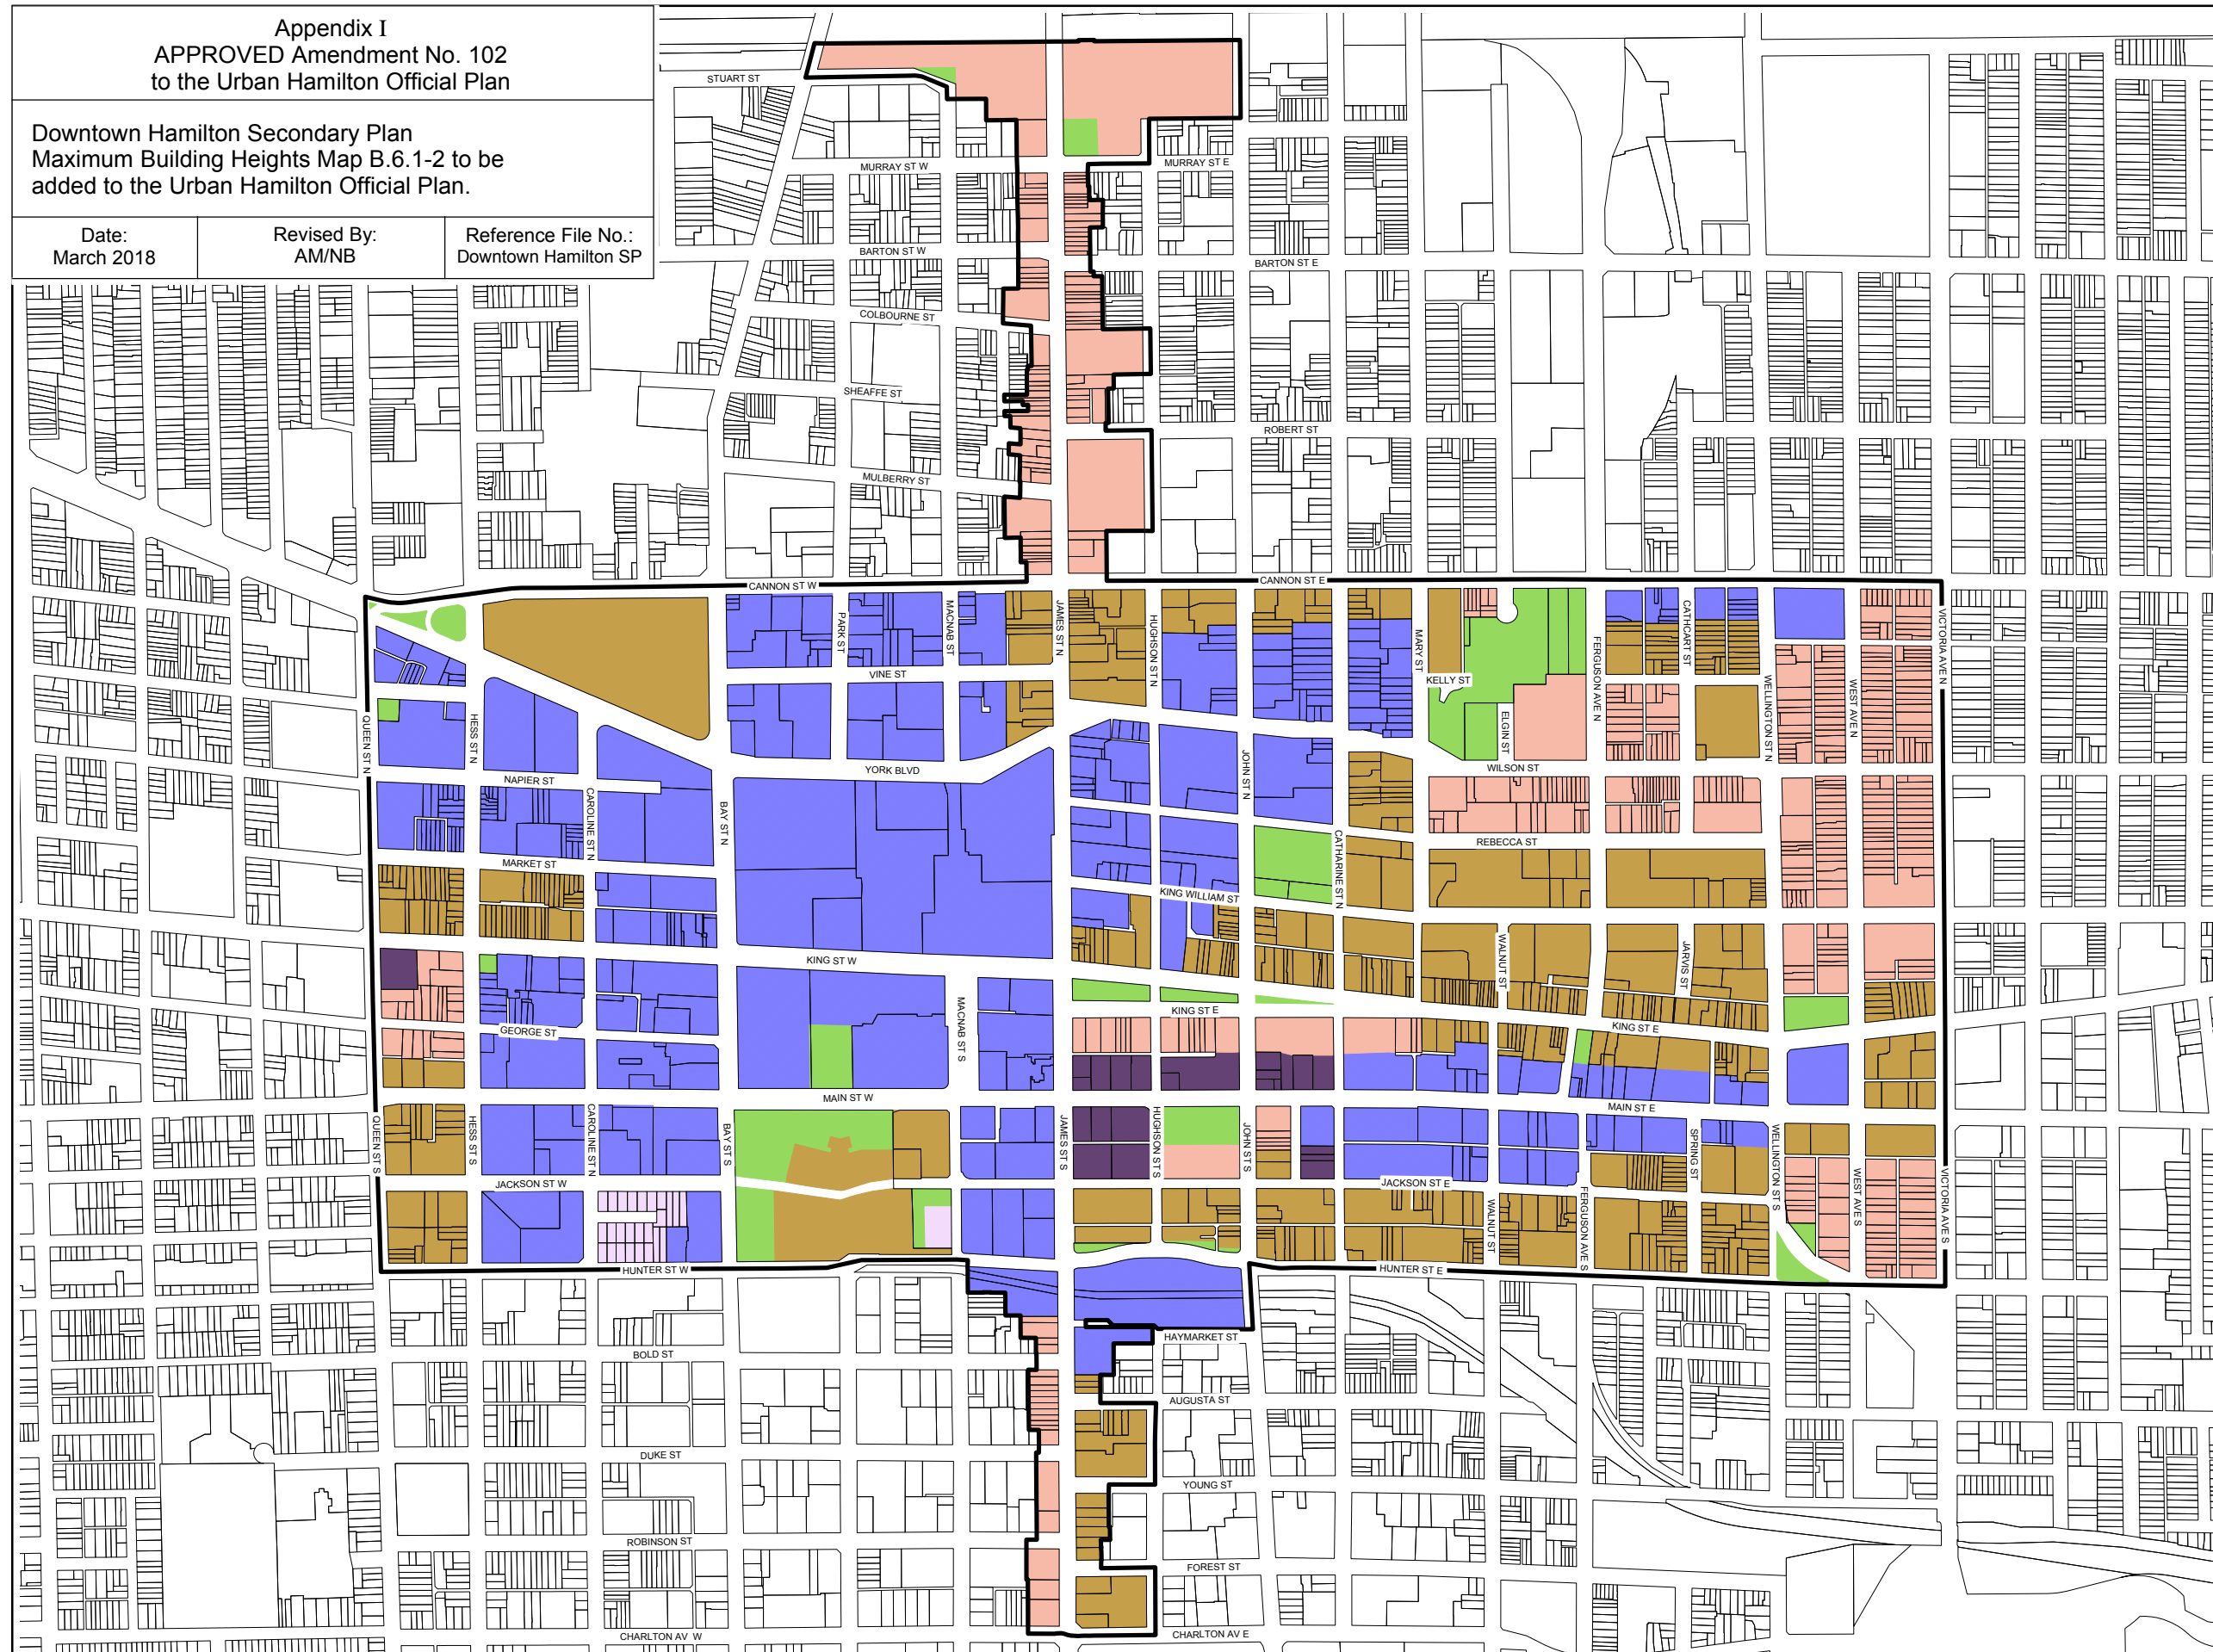 Appendix I
APPROVED Amendment No. 102
to the Urban Hamilton Official Plan
Downtown Hamilton Secondary Plan
Maximum Building Heights Map B.6.1-2 to be
added to the Urban Hamilton Official Plan.
Date:
March 2018
Revised By:
AM/NB
Reference File No.:
Downtown Hamilton SP
STUART ST
MURRAY ST W
MURRAY ST E
BARTON ST W
BARTON ST E
COLBOURNE ST
SHEAFFE ST
ROBERT ST
MULBERRY ST
CANNON ST W
CANNON ST E
PARK ST
MACNAB ST
JAMES ST N
HUGHSON ST N
MARY ST
FERGUSON AVE N
CATHCART ST
VICTORIA AVE N
VINE ST
KELLY ST
QUEEN ST N
HESS ST N
ELGIN ST
WELLINGTON ST N
WEST AVE N
NAPIER ST
YORK BLVD
JOHN ST N
WILSON ST
CAROLINE ST N
BAY ST N
MARKET ST
CATHARINE ST N
REBECCA ST
KING WILLIAM ST
KING ST W
WALNUT ST
JARVIS ST
GEORGE ST
MACNAB ST S
KING ST E
KING ST E
MAIN ST W
MAIN ST E
QUEEN ST S
HESS ST S
CAROLINE ST N
BAY ST S
JAMES ST S
HUGHSON ST S
JOHN ST S
SPRING ST
WELLINGTON ST S
WEST AVE S
VICTORIA AVE S
JACKSON ST W
JACKSON ST E
WALNUT ST
FERGUSON AVE S
HUNTER ST W
HUNTER ST E
HAYMARKET ST
BOLD ST
AUGUSTA ST
DUKE ST
YOUNG ST
ROBINSON ST
FOREST ST
CHARLTON AV W
CHARLTON AV E